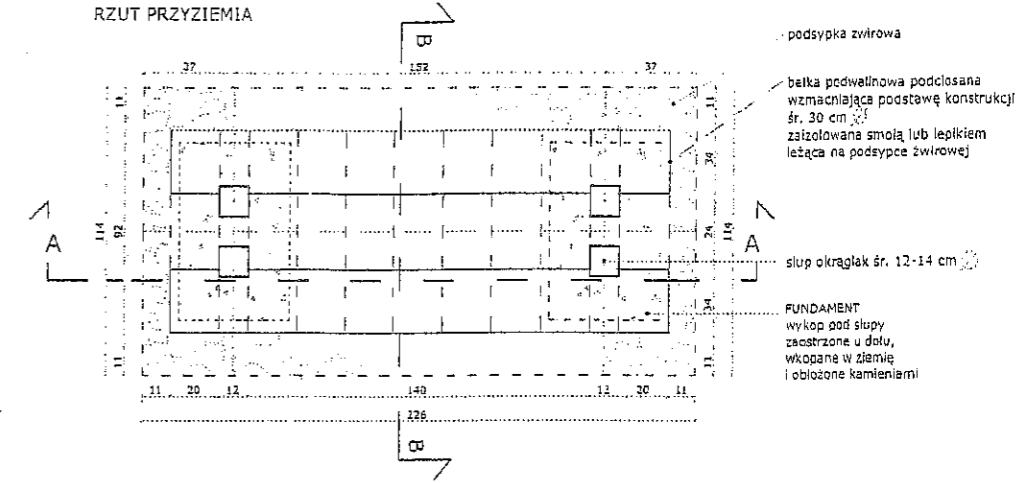 RZUT PRZYZIEMIA
B
podsypka zwirowa
37 152 37
belka podwalinowa podciosana
wzmacniająca podstawę konstrukcji
śr. 30 cm
zaizolowana smołą lub lepikiem
leżąca na podsypce żwirowej
11 11
34
A 114 92 24 114 A
słup okrąglak śr. 12-14 cm
34
FUNDAMENT
wykop pod słupy
zaostrzone u dołu,
wkopane w ziemię
i obłożone kamieniami
11 11
11 20 12 140 12 20 11
226
B